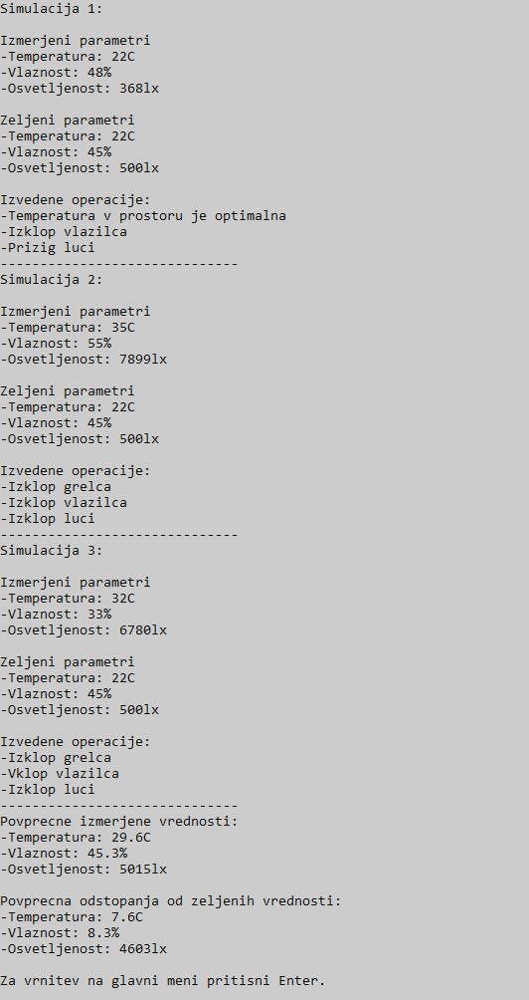 Simulacija 1:
Izmerjeni parametri
-Temperatura: 22C
-Vlaznost: 48%
-Osvetljenost: 368lx
Zeljeni parametri
-Temperatura: 22C
-Vlaznost: 45%
-Osvetljenost: 500lx
Izvedene operacije:
-Temperatura v prostoru je optimalna
-Izklop vlazilca
-Prizig luci
------------------------------
Simulacija 2:
Izmerjeni parametri
-Temperatura: 35C
-Vlaznost: 55%
-Osvetljenost: 7899lx
Zeljeni parametri
-Temperatura: 22C
-Vlaznost: 45%
-Osvetljenost: 500lx
Izvedene operacije:
-Izklop grelca
-Izklop vlazilca
-Izklop luci
------------------------------
Simulacija 3:
Izmerjeni parametri
-Temperatura: 32C
-Vlaznost: 33%
-Osvetljenost: 6780lx
Zeljeni parametri
-Temperatura: 22C
-Vlaznost: 45%
-Osvetljenost: 500lx
Izvedene operacije:
-Izklop grelca
-Vklop vlazilca
-Izklop luci
------------------------------
Povprecne izmerjene vrednosti:
-Temperatura: 29.6C
-Vlaznost: 45.3%
-Osvetljenost: 5015lx
Povprecna odstopanja od zeljenih vrednosti:
-Temperatura: 7.6C
-Vlaznost: 8.3%
-Osvetljenost: 4603lx
Za vrnitev na glavni meni pritisni Enter.